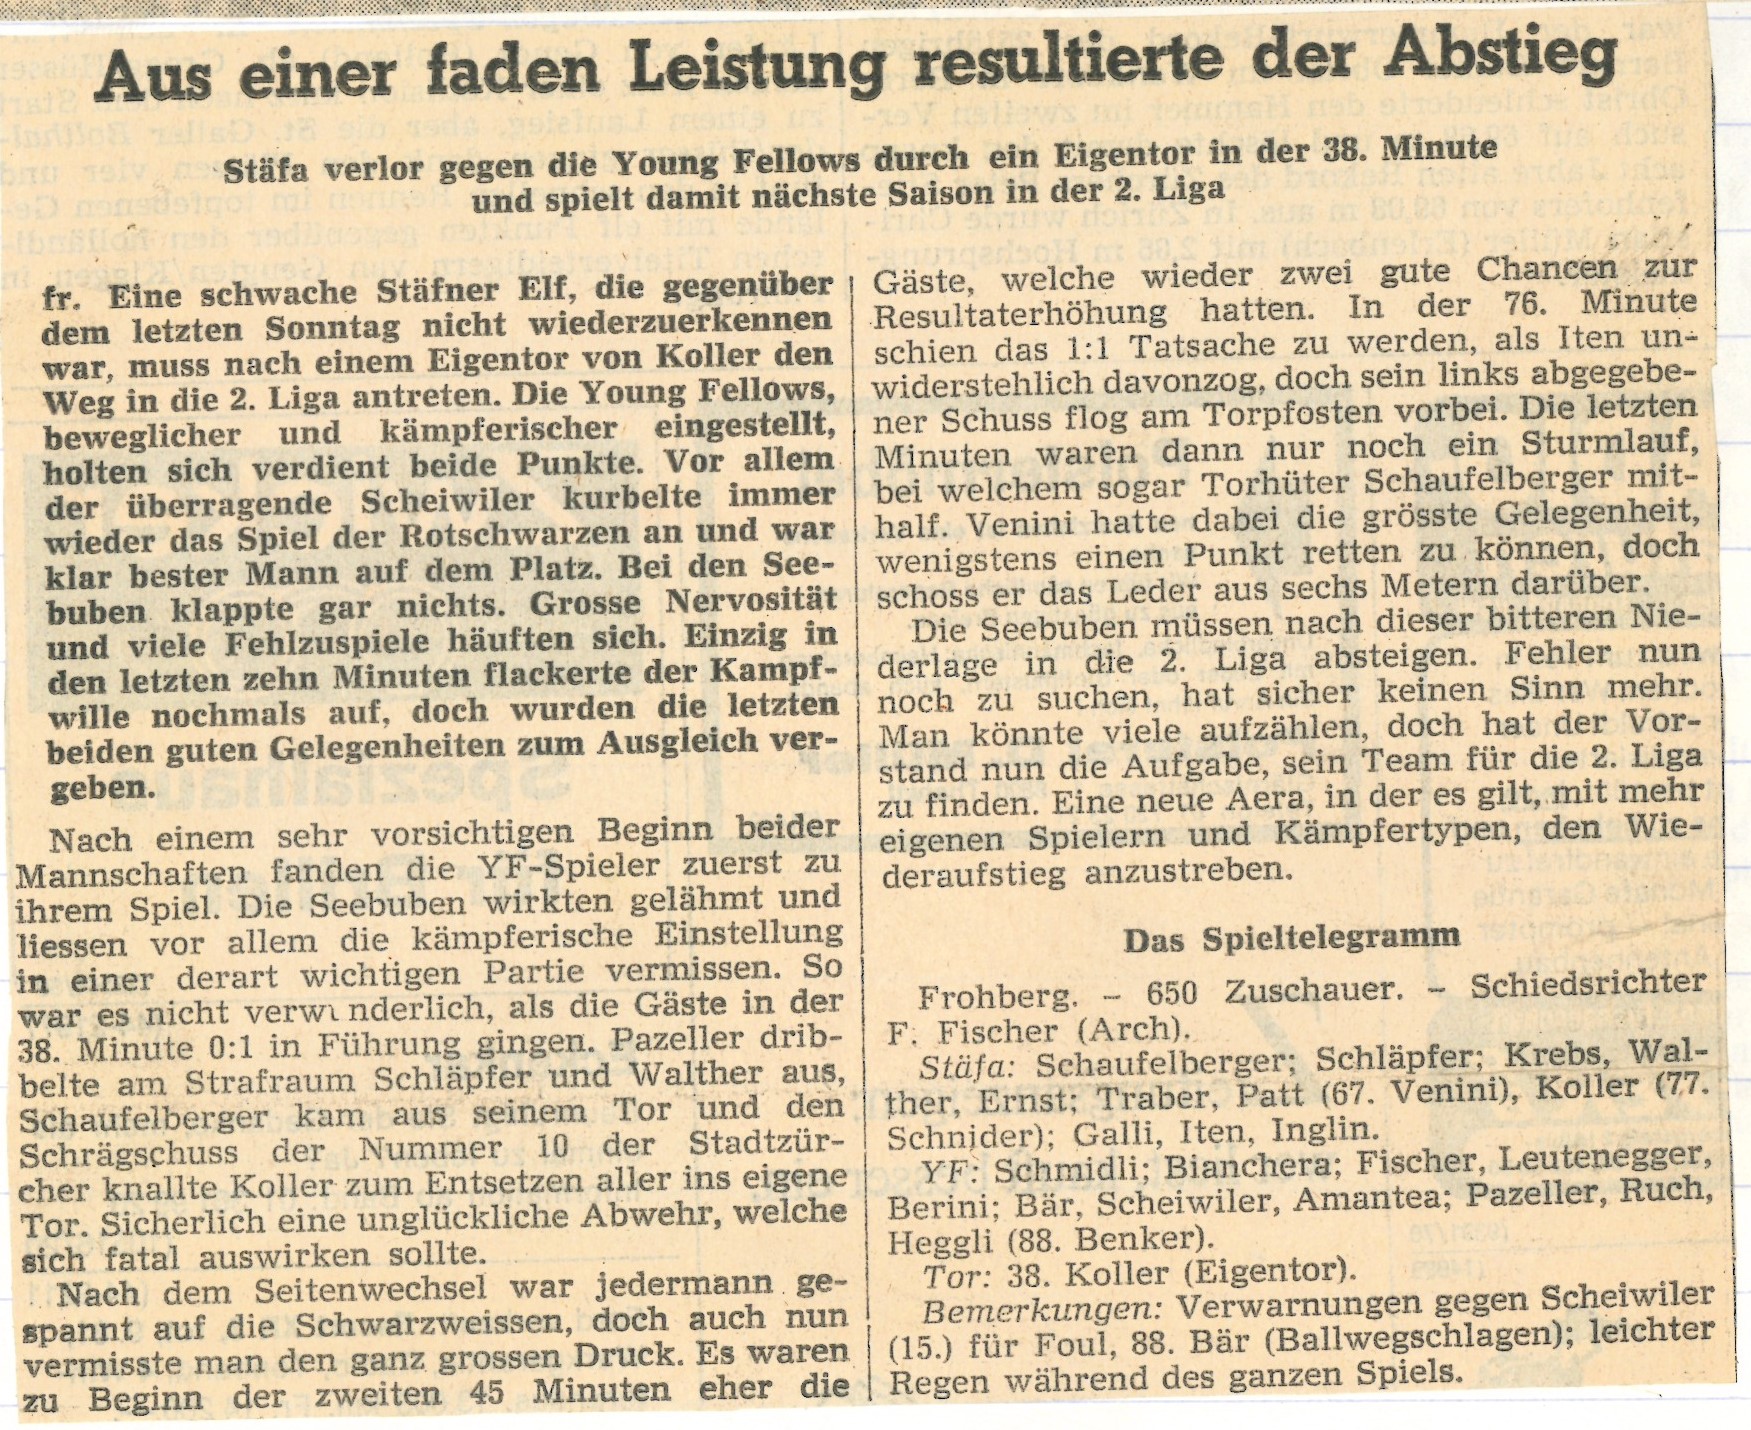 Aus einer faden Leistung resultierte der Abstieg
Stäfa verlor gegen die Young Fellows durch ein Eigentor in der 38. Minute
und spielt damit nächste Saison in der 2. Liga
fr. Eine schwache Stäfner Elf, die gegenüber
dem letzten Sonntag nicht wiederzuerkennen
war, muss nach einem Eigentor von Koller den
Weg in die 2. Liga antreten. Die Young Fellows,
beweglicher und kämpferischer eingestellt,
holten sich verdient beide Punkte. Vor allem
der überragende Scheiwiler kurbelte immer
wieder das Spiel der Rotschwarzen an und war
klar bester Mann auf dem Platz. Bei den See-
buben klappte gar nichts. Grosse Nervosität
und viele Fehlzuspiele häuften sich. Einzig in
den letzten zehn Minuten flackerte der Kampf-
wille nochmals auf, doch wurden die letzten
beiden guten Gelegenheiten zum Ausgleich ver-
geben.
Nach einem sehr vorsichtigen Beginn beider
Mannschaften fanden die YF-Spieler zuerst zu
ihrem Spiel. Die Seebuben wirkten gelähmt und
liessen vor allem die kämpferische Einstellung
in einer derart wichtigen Partie vermissen. So
war es nicht verwunderlich, als die Gäste in der
38. Minute 0:1 in Führung gingen. Pazeller drib-
belte am Strafraum Schläpfer und Walther aus,
Schaufelberger kam aus seinem Tor und den
Schrägschuss der Nummer 10 der Stadtzür-
cher knallte Koller zum Entsetzen aller ins eigene
Tor. Sicherlich eine unglückliche Abwehr, welche
sich fatal auswirken sollte.
Nach dem Seitenwechsel war jedermann ge-
spannt auf die Schwarzweissen, doch auch nun
vermisste man den ganz grossen Druck. Es waren
zu Beginn der zweiten 45 Minuten eher die
Gäste, welche wieder zwei gute Chancen zur
Resultaterhöhung hatten. In der 76. Minute
schien das 1:1 Tatsache zu werden, als Iten un-
widerstehlich davonzog, doch sein links abgegebe-
ner Schuss flog am Torpfosten vorbei. Die letzten
Minuten waren dann nur noch ein Sturmlauf,
bei welchem sogar Torhüter Schaufelberger mit-
half. Venini hatte dabei die grösste Gelegenheit,
wenigstens einen Punkt retten zu können, doch
schoss er das Leder aus sechs Metern darüber.
Die Seebuben müssen nach dieser bitteren Nie-
derlage in die 2. Liga absteigen. Fehler nun
noch zu suchen, hat sicher keinen Sinn mehr.
Man könnte viele aufzählen, doch hat der Vor-
stand nun die Aufgabe, sein Team für die 2. Liga
zu finden. Eine neue Aera, in der es gilt, mit mehr
eigenen Spielern und Kämpfertypen, den Wie-
deraufstieg anzustreben.
Das Spieltelegramm
Frohberg. – 650 Zuschauer. – Schiedsrichter
F. Fischer (Arch).
Stäfa: Schaufelberger; Schläpfer; Krebs, Wal-
ther, Ernst; Traber, Patt (67. Venini), Koller (77.
Schnider); Galli, Iten, Inglin.
YF: Schmidli; Bianchera; Fischer, Leutenegger,
Berini; Bär, Scheiwiler, Amantea; Pazeller, Ruch,
Heggli (88. Benker).
Tor: 38. Koller (Eigentor).
Bemerkungen: Verwarnungen gegen Scheiwiler
(15.) für Foul, 88. Bär (Ballwegschlagen); leichter
Regen während des ganzen Spiels.